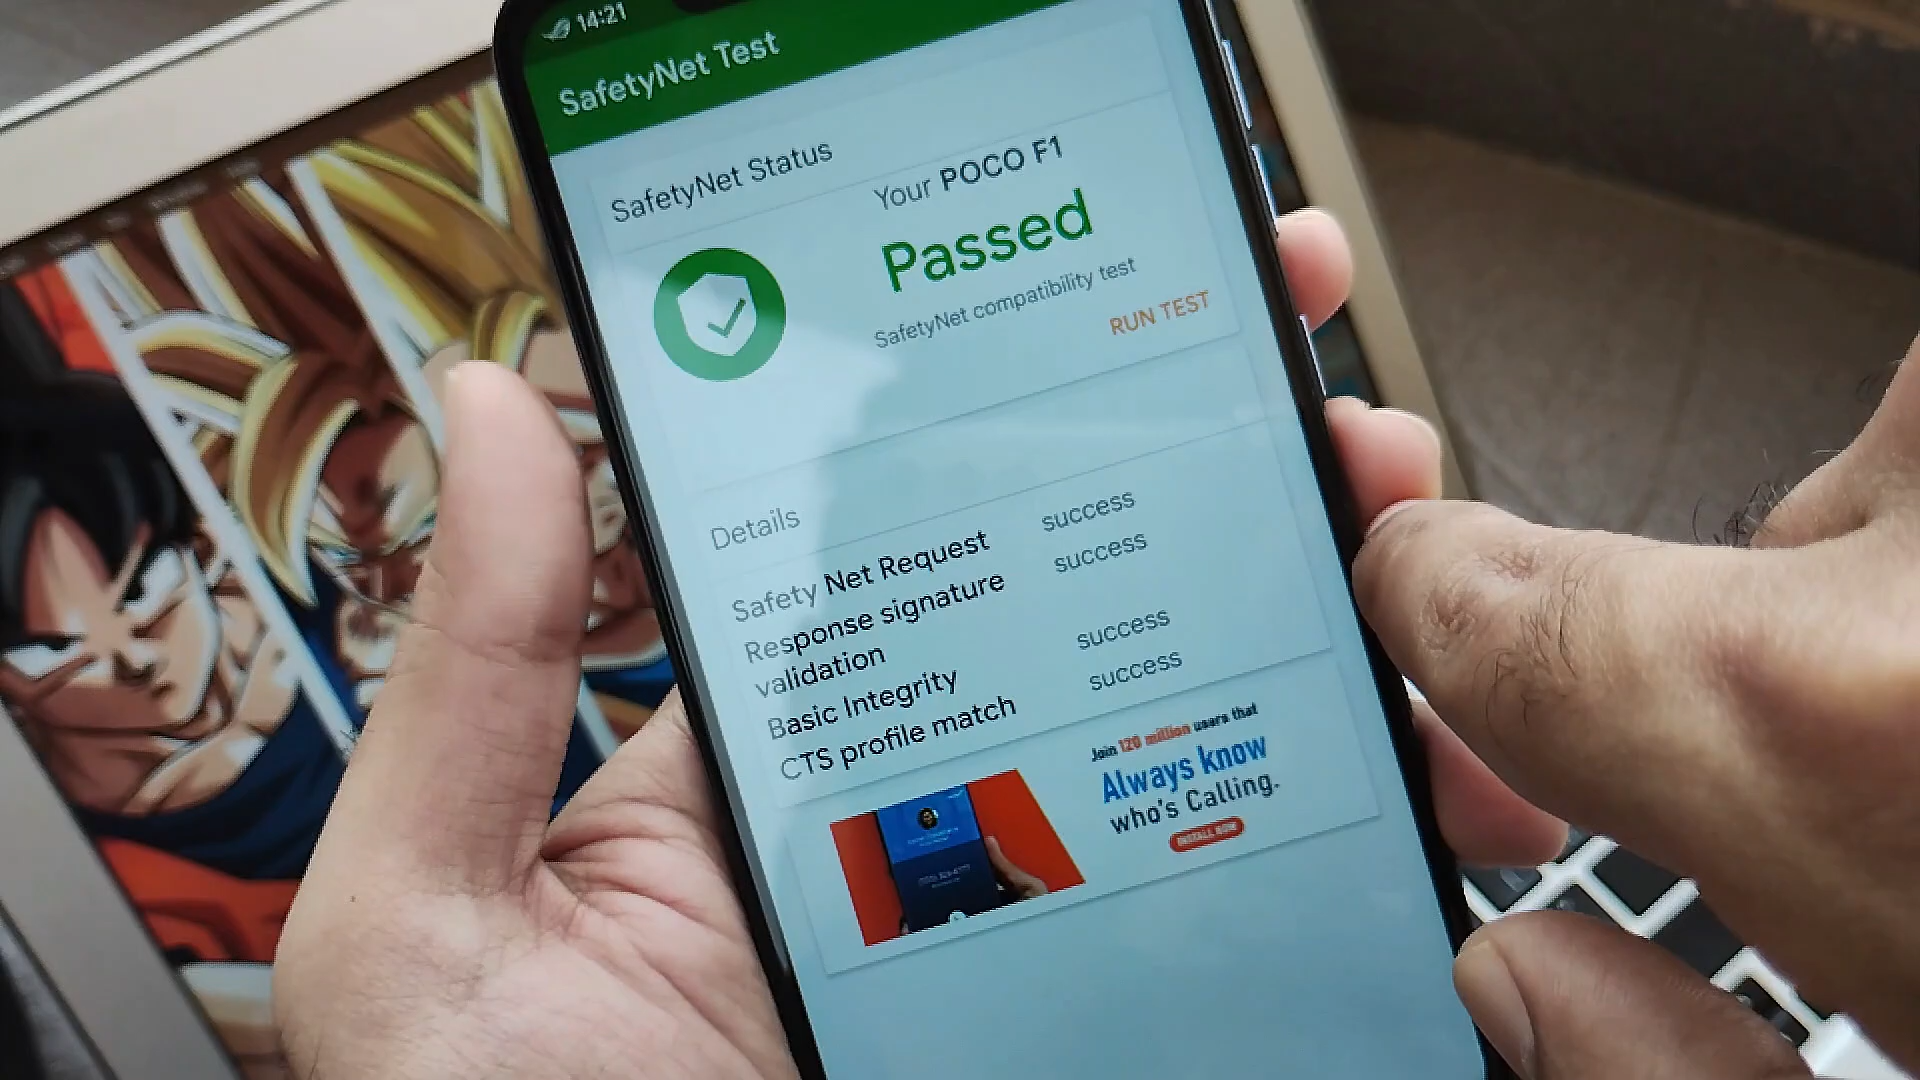 14:21
SafetyNet Test
SafetyNet Status
Your POCO F1
Passed
SafetyNet compatibility test
RUN TEST
Details
Safety Net Request success
Response signature success
validation
Basic Integrity success
CTS profile match success
Join 120 million users that
Always know
who's Calling.
INSTALL NOW